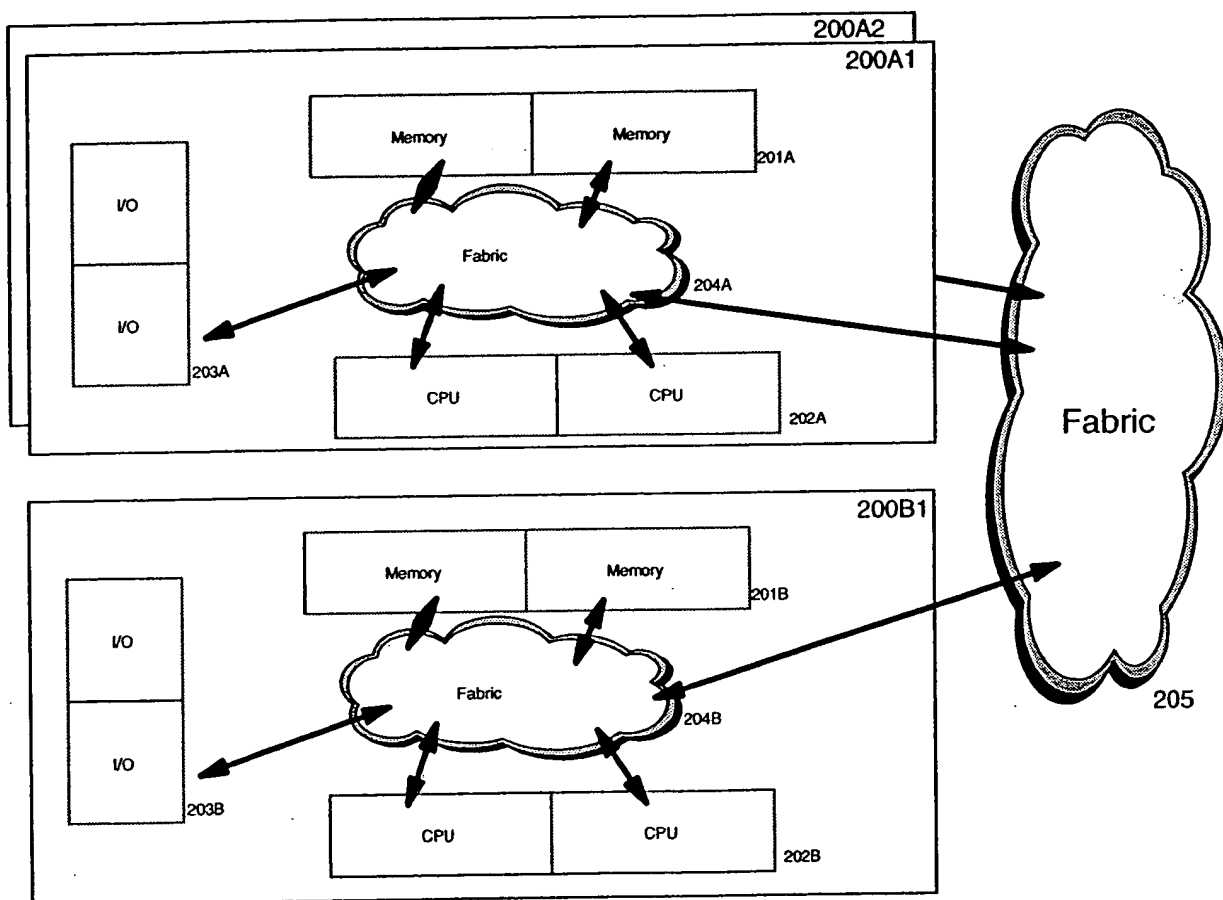 200A2
200A1
Memory
Memory
201A
I/O
Fabric
204A
I/O
203A
CPU
CPU
202A
Fabric
200B1
Memory
Memory
201B
I/O
Fabric
204B
205
I/O
203B
CPU
CPU
202B